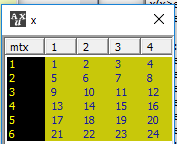 x
mtx 1 2 3 4
1 1 2 3 4
2 5 6 7 8
3 9 10 11 12
4 13 14 15 16
5 17 18 19 20
6 21 22 23 24